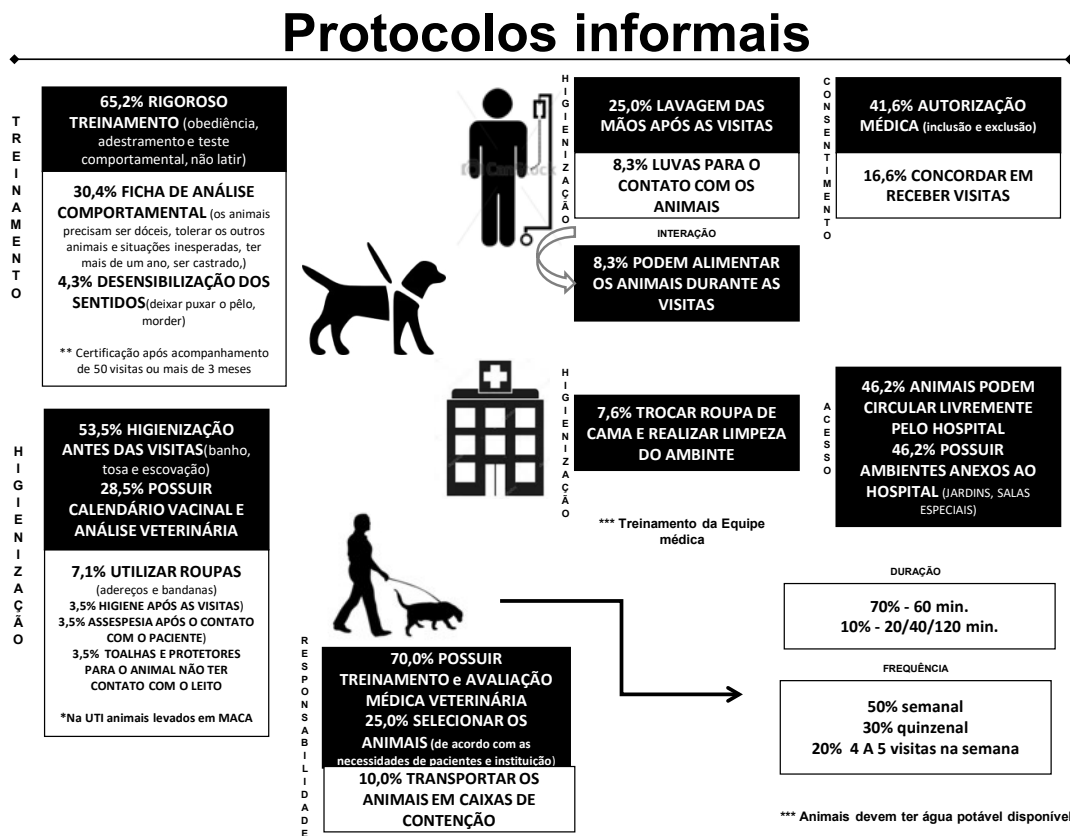 Protocolos informais
TREINAMENTO
65,2% RIGOROSO
TREINAMENTO (obediência,
adestramento e teste
comportamental, não latir)
30,4% FICHA DE ANÁLISE
COMPORTAMENTAL (os animais
precisam ser dóceis, tolerar os outros
animais e situações inesperadas, ter
mais de um ano, ser castrado,)
4,3% DESENSIBILIZAÇÃO DOS
SENTIDOS(deixar puxar o pêlo,
morder)
** Certificação após acompanhamento
de 50 visitas ou mais de 3 meses
HIGIENIZAÇÃO
53,5% HIGIENIZAÇÃO
ANTES DAS VISITAS(banho,
tosa e escovação)
28,5% POSSUIR
CALENDÁRIO VACINAL E
ANÁLISE VETERINÁRIA
7,1% UTILIZAR ROUPAS
(adereços e bandanas)
3,5% HIGIENE APÓS AS VISITAS)
3,5% ASSESPESIA APÓS O CONTATO
COM O PACIENTE)
3,5% TOALHAS E PROTETORES
PARA O ANIMAL NÃO TER
CONTATO COM O LEITO
*Na UTI animais levados em MACA
HIGIENIZAÇÃO
25,0% LAVAGEM DAS
MÃOS APÓS AS VISITAS
8,3% LUVAS PARA O
CONTATO COM OS
ANIMAIS
INTERAÇÃO
8,3% PODEM ALIMENTAR
OS ANIMAIS DURANTE AS
VISITAS
CONSENTIMENTO
41,6% AUTORIZAÇÃO
MÉDICA (inclusão e exclusão)
16,6% CONCORDAR EM
RECEBER VISITAS
HIGIENIZAÇÃO
7,6% TROCAR ROUPA DE
CAMA E REALIZAR LIMPEZA
DO AMBINTE
*** Treinamento da Equipe
médica
ACESSO
46,2% ANIMAIS PODEM
CIRCULAR LIVREMENTE
PELO HOSPITAL
46,2% POSSUIR
AMBIENTES ANEXOS AO
HOSPITAL (JARDINS, SALAS
ESPECIAIS)
RESPONSABILIDADE
70,0% POSSUIR
TREINAMENTO e AVALIAÇÃO
MÉDICA VETERINÁRIA
25,0% SELECIONAR OS
ANIMAIS (de acordo com as
necessidades de pacientes e instituição)
10,0% TRANSPORTAR OS
ANIMAIS EM CAIXAS DE
CONTENÇÃO
DURAÇÃO
70% - 60 min.
10% - 20/40/120 min.
FREQUÊNCIA
50% semanal
30% quinzenal
20% 4 A 5 visitas na semana
*** Animais devem ter água potável disponível